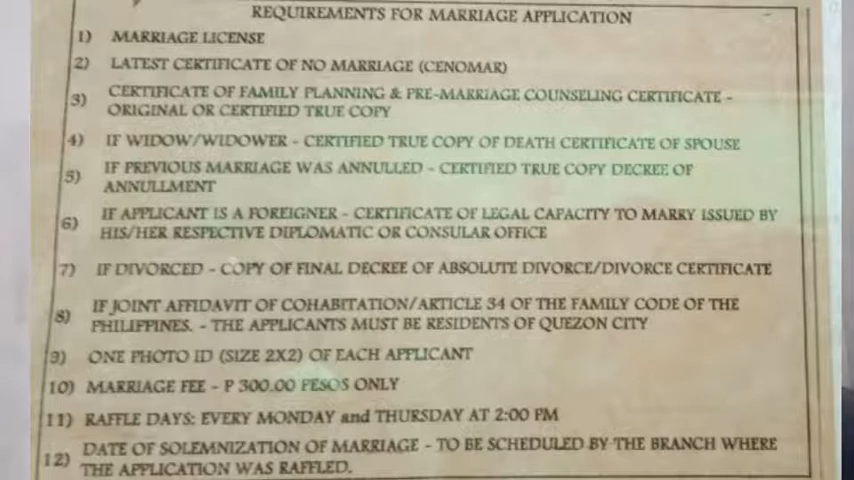 REQUIREMENTS FOR MARRIAGE APPLICATION
1) MARRIAGE LICENSE
2) LATEST CERTIFICATE OF NO MARRIAGE (CENOMAR)
3) CERTIFICATE OF FAMILY PLANNING & PRE-MARRIAGE COUNSELING CERTIFICATE -
ORIGINAL OR CERTIFIED TRUE COPY
4) IF WIDOW/WIDOWER - CERTIFIED TRUE COPY OF DEATH CERTIFICATE OF SPOUSE
5) IF PREVIOUS MARRIAGE WAS ANNULLED - CERTIFIED TRUE COPY DECREE OF
ANNULLMENT
6) IF APPLICANT IS A FOREIGNER - CERTIFICATE OF LEGAL CAPACITY TO MARRY ISSUED BY
HIS/HER RESPECTIVE DIPLOMATIC OR CONSULAR OFFICE
7) IF DIVORCED - COPY OF FINAL DECREE OF ABSOLUTE DIVORCE/DIVORCE CERTIFICATE
8) IF JOINT AFFIDAVIT OF COHABITATION/ARTICLE 34 OF THE FAMILY CODE OF THE
PHILIPPINES. - THE APPLICANTS MUST BE RESIDENTS OF QUEZON CITY
9) ONE PHOTO ID (SIZE 2X2) OF EACH APPLICANT
10) MARRIAGE FEE - P 300.00 PESOS ONLY
11) RAFFLE DAYS: EVERY MONDAY and THURSDAY AT 2:00 PM
12) DATE OF SOLEMNIZATION OF MARRIAGE - TO BE SCHEDULED BY THE BRANCH WHERE
THE APPLICATION WAS RAFFLED.